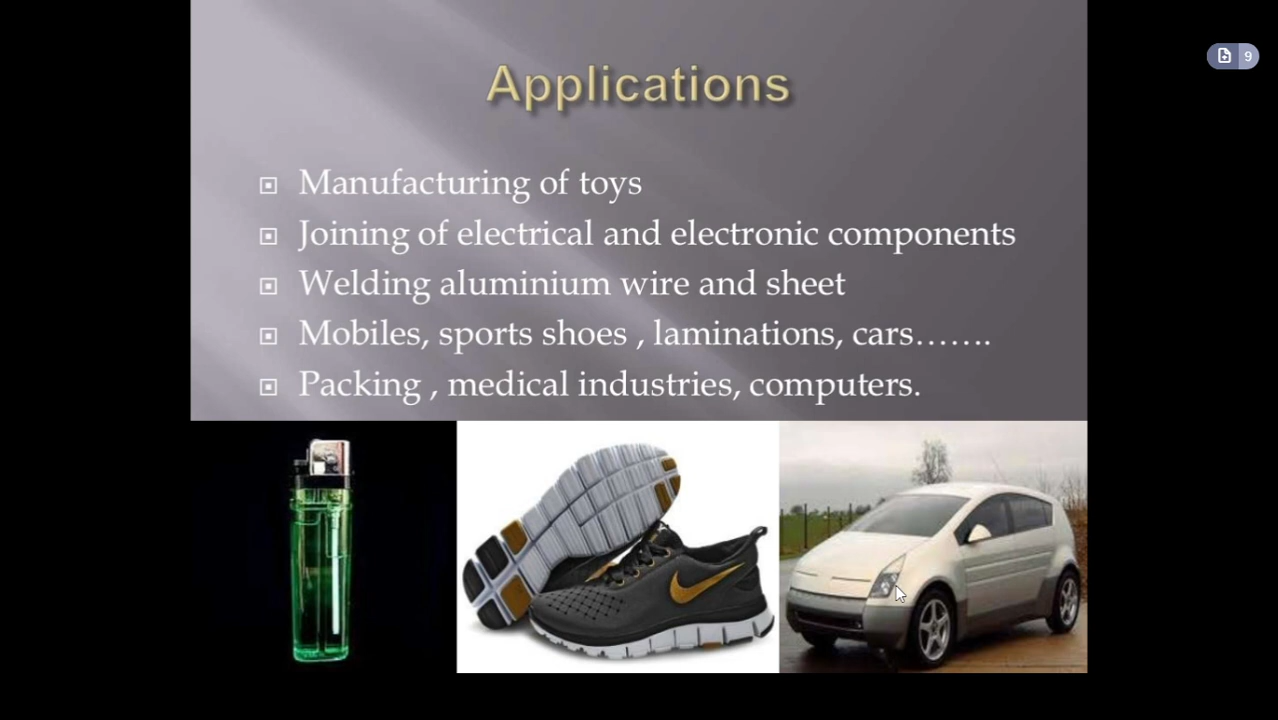 9
Applications
Manufacturing of toys
Joining of electrical and electronic components
Welding aluminium wire and sheet
Mobiles, sports shoes , laminations, cars…….
Packing , medical industries, computers.